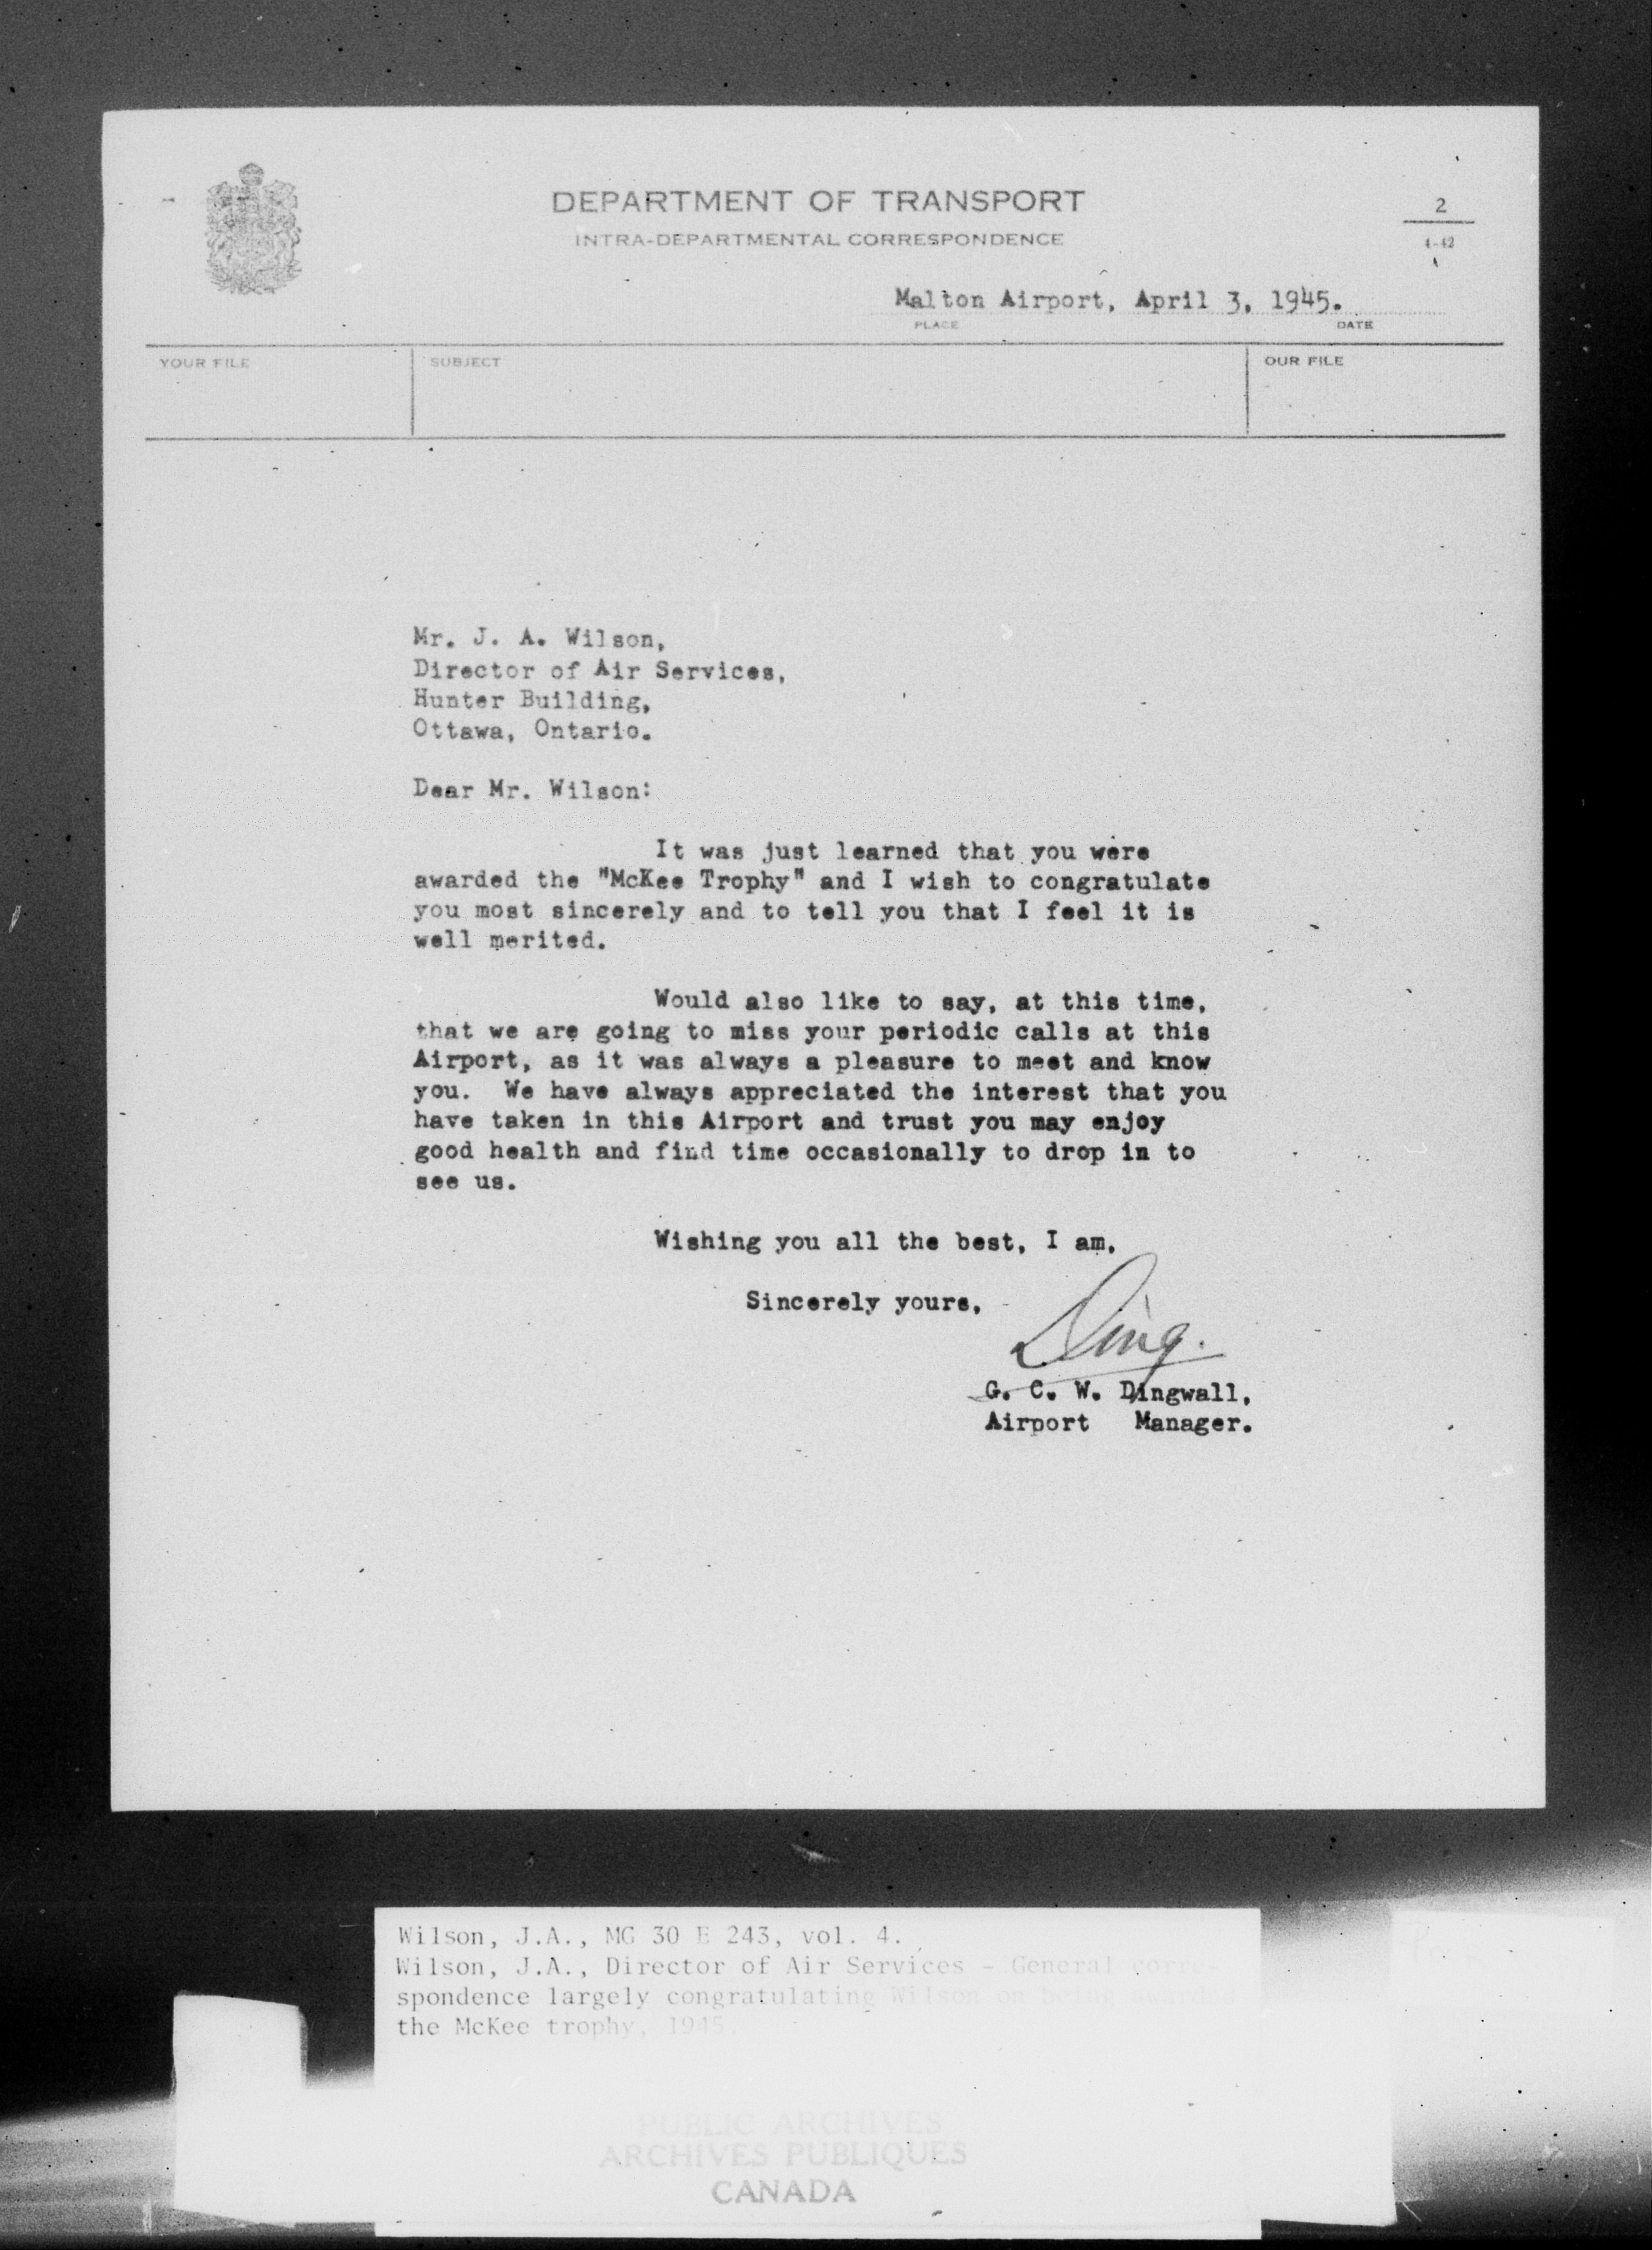 DEPARTMENT OF TRANSPORT
INTRA-DEPARTMENTAL CORRESPONDENCE
2
4-42
Malton Airport, April 3, 1945.
PLACE DATE
YOUR FILE SUBJECT OUR FILE
Mr. J. A. Wilson,
Director of Air Services,
Hunter Building,
Ottawa, Ontario.
Dear Mr. Wilson:
It was just learned that you were
awarded the "McKee Trophy" and I wish to congratulate
you most sincerely and to tell you that I feel it is
well merited.
Would also like to say, at this time,
that we are going to miss your periodic calls at this
Airport, as it was always a pleasure to meet and know
you. We have always appreciated the interest that you
have taken in this Airport and trust you may enjoy
good health and find time occasionally to drop in to
see us.
Wishing you all the best, I am,
Sincerely yours,
Ding.
G. C. W. Dingwall,
Airport Manager.
Wilson, J.A., MG 30 E 243, vol. 4.
Wilson, J.A., Director of Air Services - General corre-
spondence largely congratulating Wilson on being
the McKee trophy, 1945.
PUBLIC ARCHIVES
ARCHIVES PUBLIQUES
CANADA